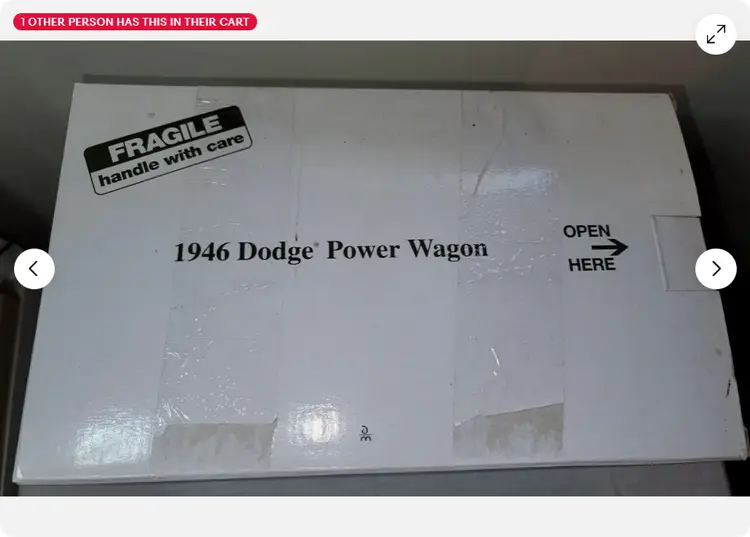 1 OTHER PERSON HAS THIS IN THEIR CART
FRAGILE
handle with care
1946 Dodge® Power Wagon
OPEN
HERE